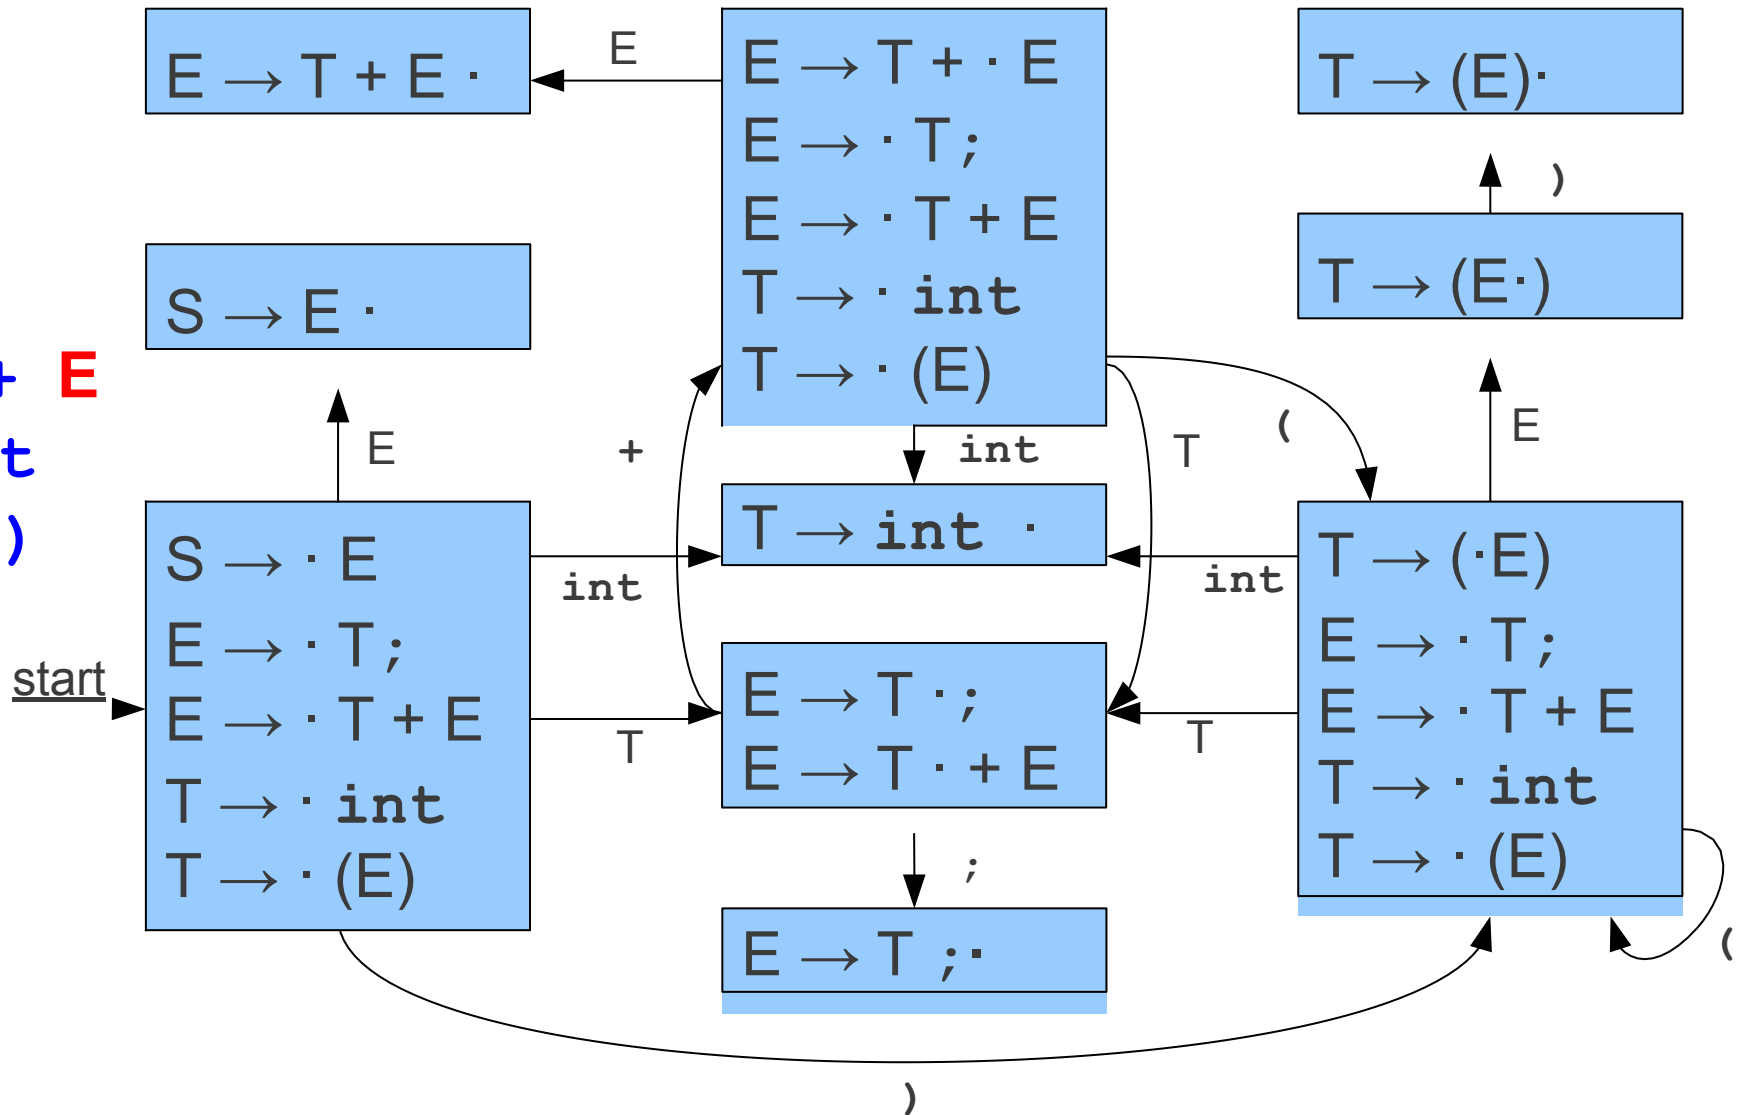 E → T + E ·
E
E → T + · E
E → · T ;
E → · T + E
T → · int
T → · (E)
T → (E)·
)
T → (E·)
S → E ·
+ E
t
)
E
+
int
T
(
E
T → int ·
S → · E
E → · T ;
E → · T + E
T → · int
T → · (E)
start
int
T
E → T · ;
E → T · + E
int
T
T → (·E)
E → · T ;
E → · T + E
T → · int
T → · (E)
;
E → T ; ·
(
)